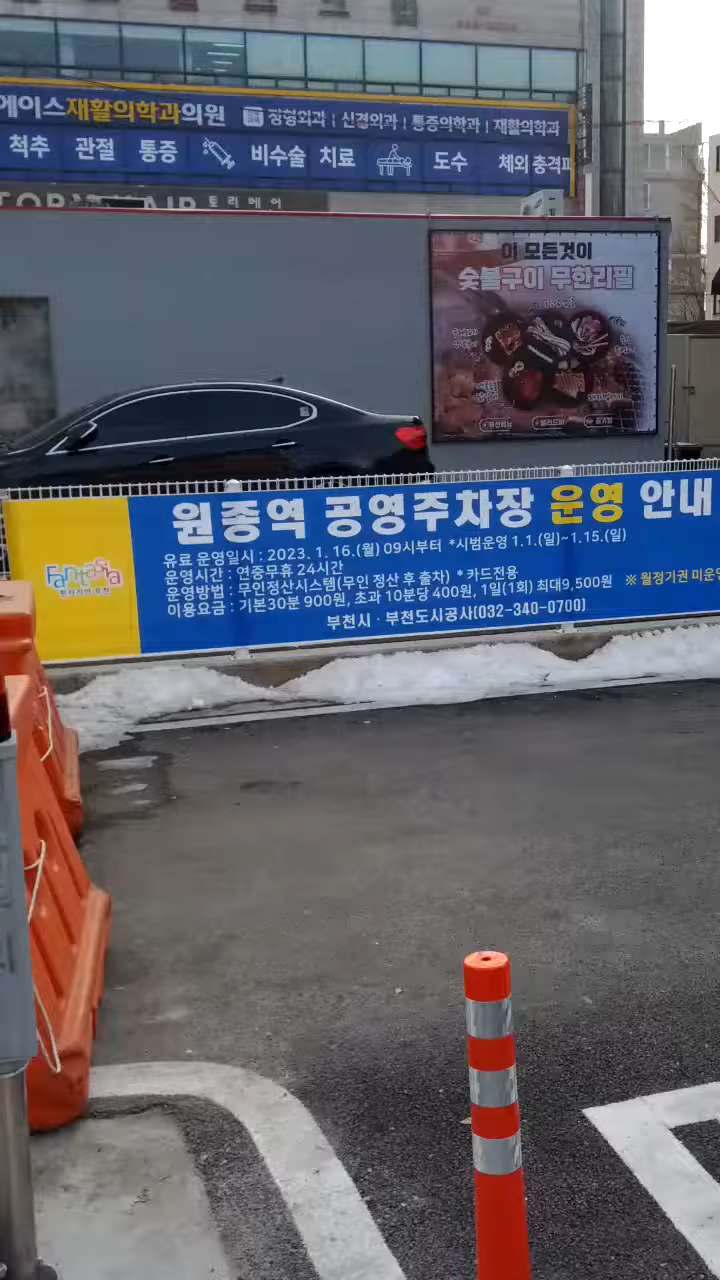 에이스재활의학과의원 정형외과 | 신경외과 | 통증의학과 | 재활의학과
척추 관절 통증 비수술 치료 도수 체외충격파
토리헤어
이 모든것이
숯불구이 무한리필
원종역 공영주차장 운영 안내
유료 운영일시 : 2023. 1. 16.(월) 09시부터 *시범운영 1.1.(일)~1.15.(일)
운영시간 : 연중무휴 24시간
운영방법 : 무인정산시스템(무인 정산 후 출차) *카드전용
이용요금 : 기본30분 900원, 초과 10분당 400원, 1일(1회) 최대9,500원 ※ 월정기권 미운영
부천시 · 부천도시공사(032-340-0700)
Fantasia
판타지아 부천